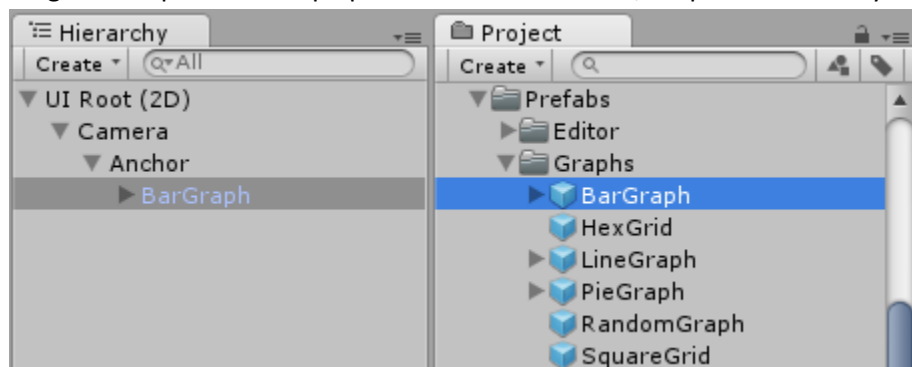 Hierarchy
Create
All
UI Root (2D)
Camera
Anchor
BarGraph
Project
Create
Prefabs
Editor
Graphs
BarGraph
HexGrid
LineGraph
PieGraph
RandomGraph
SquareGrid